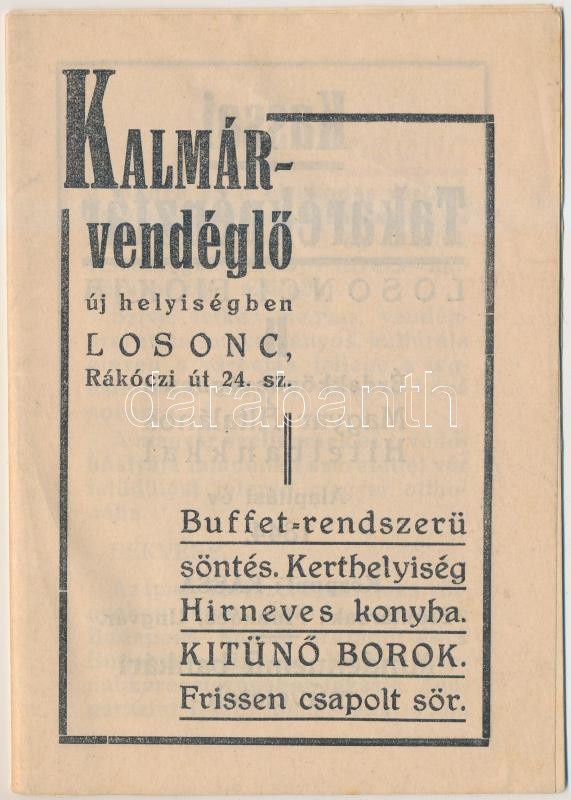 KALMÁR-
vendéglő
új helyiségben
LOSONC,
Rákóczi út 24. sz.
darabanth
Buffet=rendszerü
söntés. Kerthelyiség
Hirneves konyha.
KITÜNŐ BOROK.
Frissen csapolt sör.